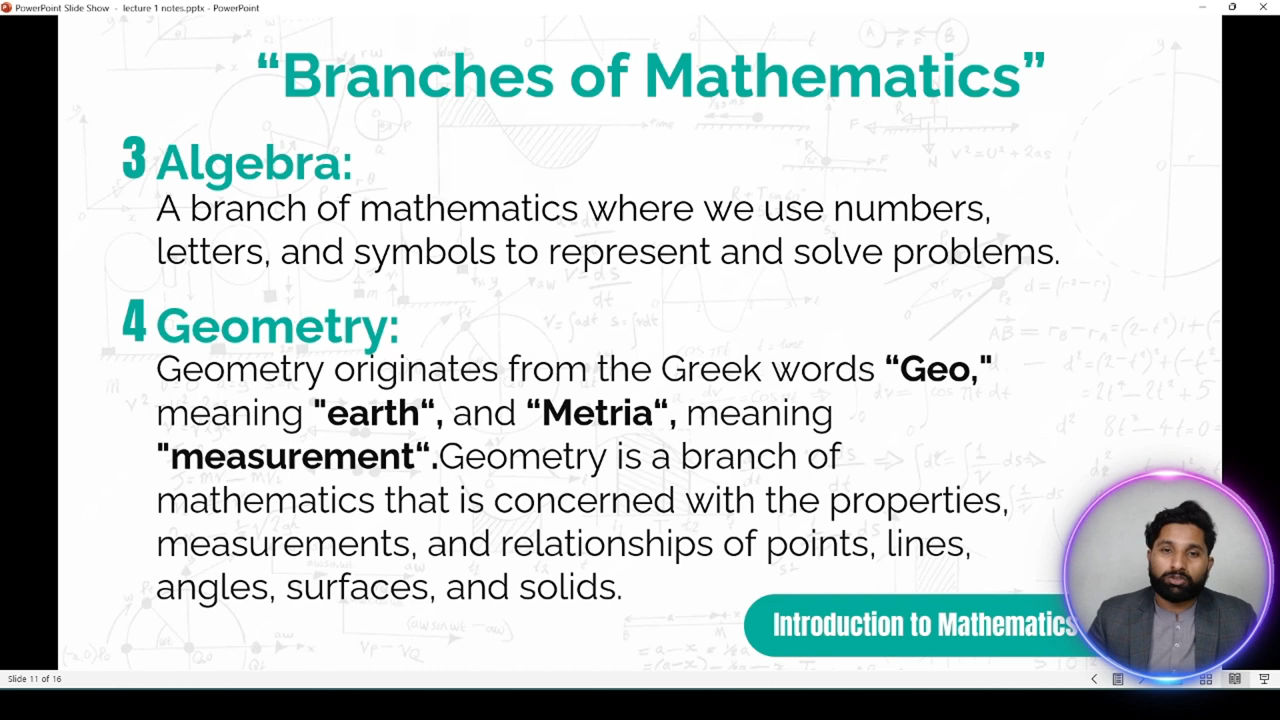 PowerPoint Slide Show - lecture 1 notes.pptx - PowerPoint
“Branches of Mathematics”
3 Algebra:
A branch of mathematics where we use numbers,
letters, and symbols to represent and solve problems.
4 Geometry:
Geometry originates from the Greek words “Geo,"
meaning "earth“, and “Metria“, meaning
"measurement“.Geometry is a branch of
mathematics that is concerned with the properties,
measurements, and relationships of points, lines,
angles, surfaces, and solids.
Introduction to Mathematics
Slide 11 of 16